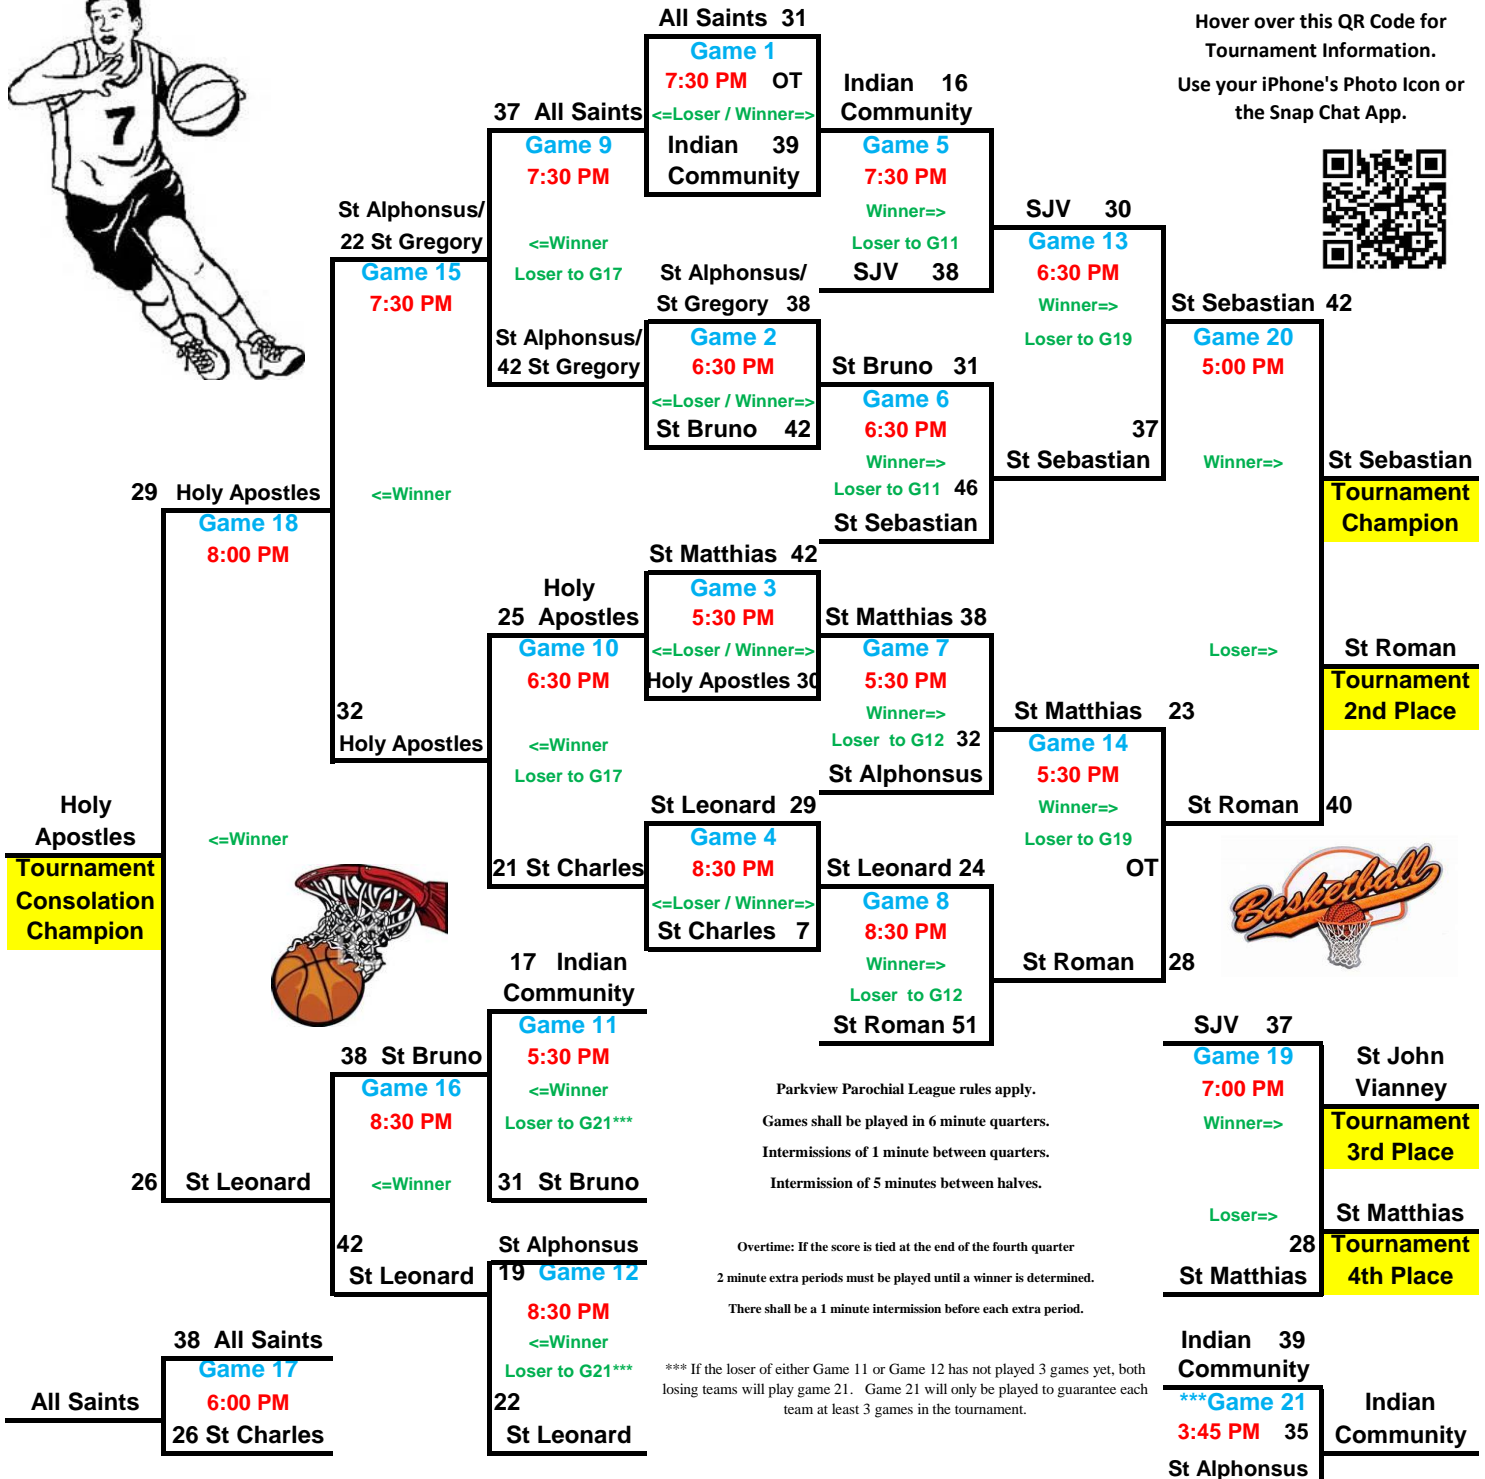 All Saints 31
Game 1
7:30 PM OT
<=Loser / Winner=>
Indian 39
Community
Hover over this QR Code for
Tournament Information.
Use your iPhone's Photo Icon or
the Snap Chat App.
7
37 All Saints
Game 9
7:30 PM
<=Winner
Loser to G17
St Alphonsus/
42 St Gregory
Indian 16
Community
Game 5
7:30 PM
Winner=>
Loser to G11
SJV 38
St Alphonsus/
22 St Gregory
Game 15
7:30 PM
<=Winner
32
Holy Apostles
St Alphonsus/
St Gregory 38
Game 2
6:30 PM
<=Loser / Winner=>
St Bruno 42
SJV 30
Game 13
6:30 PM
Winner=>
Loser to G19
37
St Sebastian
St Bruno 31
Game 6
6:30 PM
Winner=>
Loser to G11 46
St Sebastian
St Sebastian 42
Game 20
5:00 PM
Winner=>
Loser=>
St Roman 40
St Sebastian
Tournament
Champion
St Roman
Tournament
2nd Place
29 Holy Apostles
Game 18
8:00 PM
<=Winner
26 St Leonard
Holy
Apostles
Tournament
Consolation
Champion
St Matthias 42
Game 3
5:30 PM
<=Loser / Winner=>
Holy Apostles 30
Holy
25 Apostles
Game 10
6:30 PM
<=Winner
Loser to G17
21 St Charles
St Matthias 38
Game 7
5:30 PM
Winner=>
Loser to G12 32
St Alphonsus
St Matthias 23
Game 14
5:30 PM
Winner=>
Loser to G19
OT
St Roman 28
St Leonard 29
Game 4
8:30 PM
<=Loser / Winner=>
St Charles 7
St Leonard 24
Game 8
8:30 PM
Winner=>
Loser to G12
St Roman 51
Basketball
17 Indian
Community
Game 11
5:30 PM
<=Winner
Loser to G21***
31 St Bruno
38 St Bruno
Game 16
8:30 PM
<=Winner
42
St Leonard
St Alphonsus
19 Game 12
8:30 PM
<=Winner
Loser to G21***
22
St Leonard
Parkview Parochial League rules apply.
Games shall be played in 6 minute quarters.
Intermissions of 1 minute between quarters.
Intermission of 5 minutes between halves.
Overtime: If the score is tied at the end of the fourth quarter
2 minute extra periods must be played until a winner is determined.
There shall be a 1 minute intermission before each extra period.
*** If the loser of either Game 11 or Game 12 has not played 3 games yet, both
losing teams will play game 21. Game 21 will only be played to guarantee each
team at least 3 games in the tournament.
SJV 37
Game 19
7:00 PM
Winner=>
Loser=>
28
St Matthias
St John
Vianney
Tournament
3rd Place
St Matthias
Tournament
4th Place
38 All Saints
Game 17
6:00 PM
26 St Charles
All Saints
Indian 39
Community
***Game 21
3:45 PM 35
St Alphonsus
Indian
Community